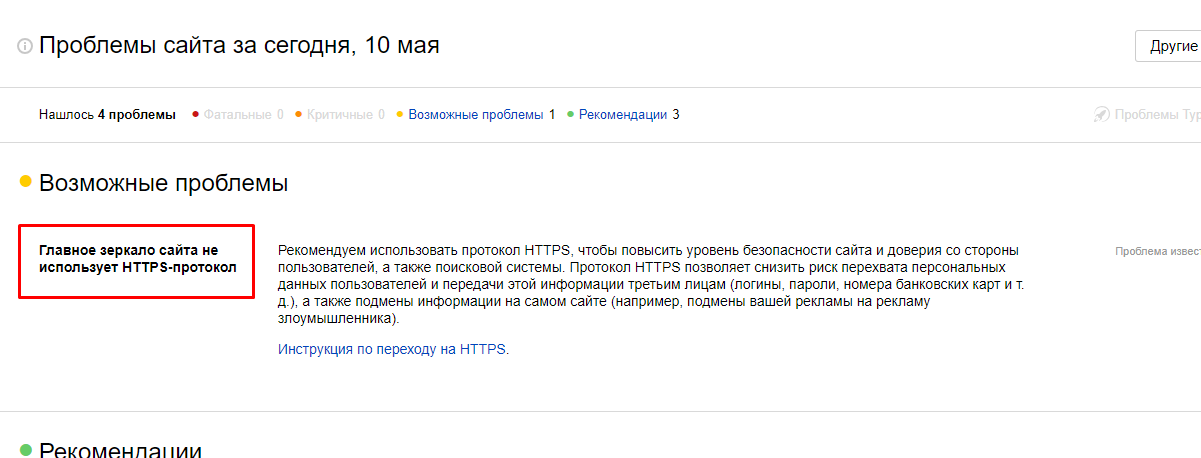 Проблемы сайта за сегодня, 10 мая
Другие
Нашлось 4 проблемы Фатальные 0 Критичные 0 Возможные проблемы 1 Рекомендации 3 Проблемы Тур
Возможные проблемы
Главное зеркало сайта не
использует HTTPS-протокол
Рекомендуем использовать протокол HTTPS, чтобы повысить уровень безопасности сайта и доверия со стороны
пользователей, а также поисковой системы. Протокол HTTPS позволяет снизить риск перехвата персональных
данных пользователей и передачи этой информации третьим лицам (логины, пароли, номера банковских карт и т.
д.), а также подмены информации на самом сайте (например, подмены вашей рекламы на рекламу
злоумышленника).
Инструкция по переходу на HTTPS.
Проблема извест
Рекомендации